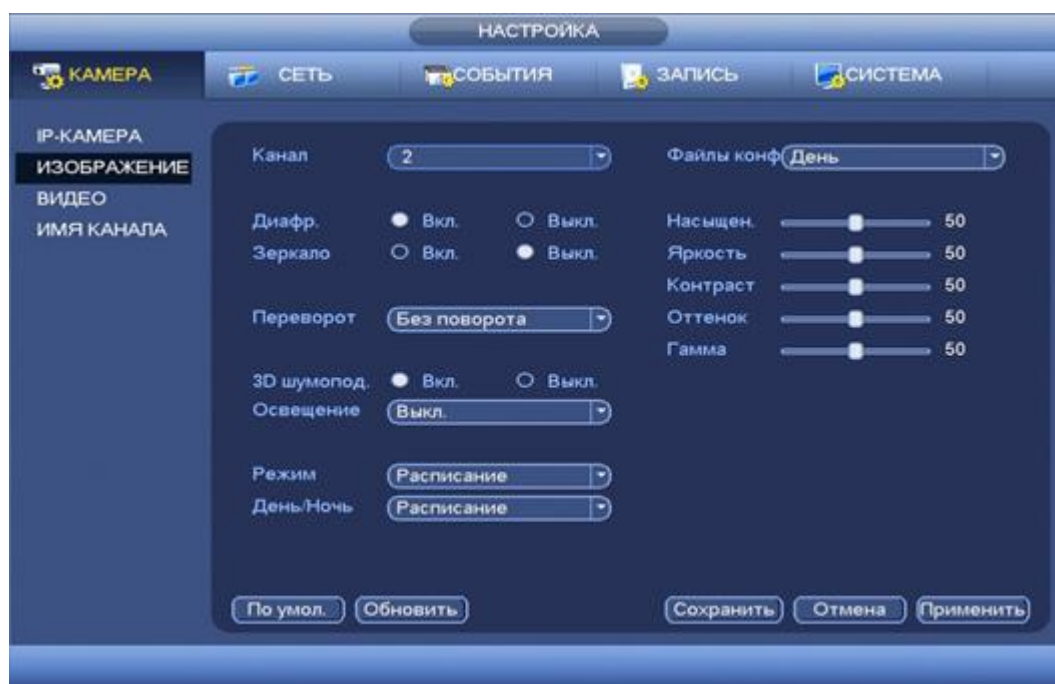 НАСТРОЙКА
КАМЕРА СЕТЬ СОБЫТИЯ ЗАПИСЬ СИСТЕМА
IP-КАМЕРА
ИЗОБРАЖЕНИЕ
ВИДЕО
ИМЯ КАНАЛА
Канал 2 Файлы конф День
Диафр. Вкл. Выкл. Насыщен. 50
Зеркало Вкл. Выкл. Яркость 50
Контраст 50
Переворот Без поворота Оттенок 50
Гамма 50
3D шумопод. Вкл. Выкл.
Освещение Выкл.
Режим Расписание
День/Ночь Расписание
По умол. Обновить Сохранить Отмена Применить